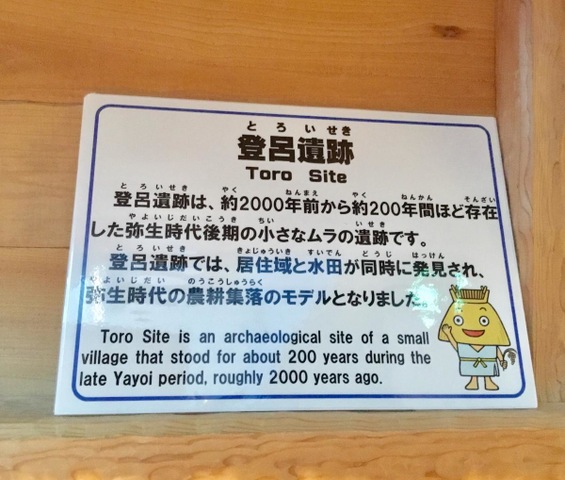 とろいせき
登呂遺跡
Toro Site
とろいせき やく ねんまえ やく ねんかん そんざい
登呂遺跡は、約2000年前から約200年間ほど存在
やよいじだいこうき ちい いせき
した弥生時代後期の小さなムラの遺跡です。
とろいせき きょじゅういき すいでん どうじ はっけん
登呂遺跡では、居住域と水田が同時に発見され、
やよいじだい のうこうしゅうらく
弥生時代の農耕集落のモデルとなりました。
Toro Site is an archaeological site of a small
village that stood for about 200 years during the
late Yayoi period, roughly 2000 years ago.